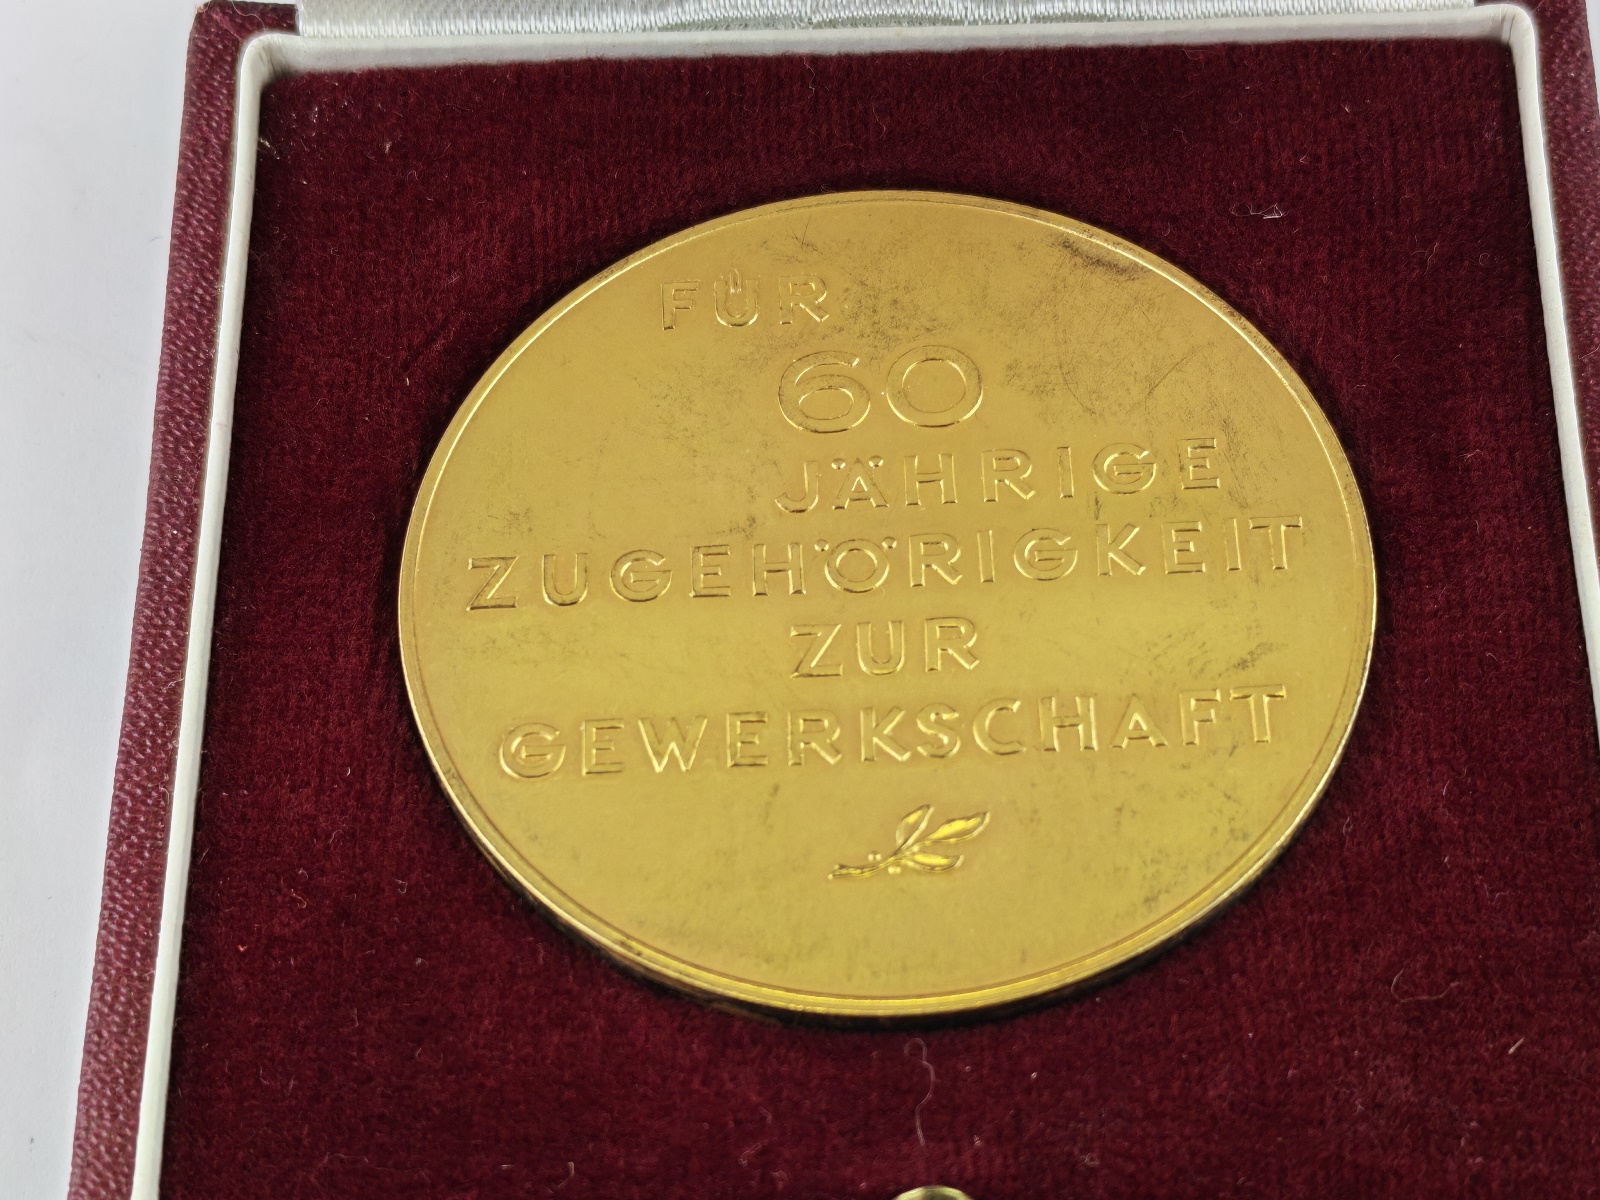 FÜR
60
JÄHRIGE
ZUGEHÖRIGKEIT
ZUR
GEWERKSCHAFT